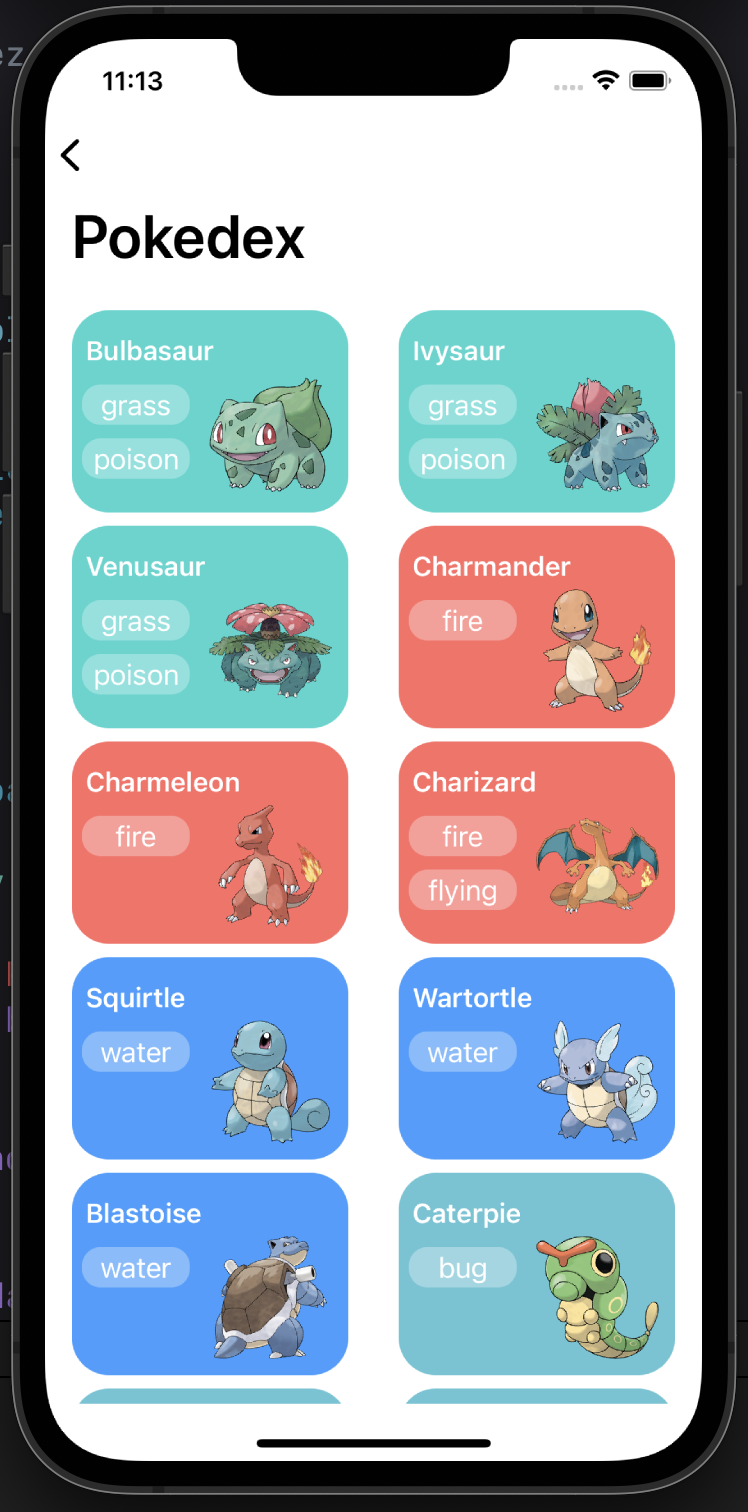 11:13
Pokedex
Bulbasaur
grass
poison
Ivysaur
grass
poison
Venusaur
grass
poison
Charmander
fire
Charmeleon
fire
Charizard
fire
flying
Squirtle
water
Wartortle
water
Blastoise
water
Caterpie
bug